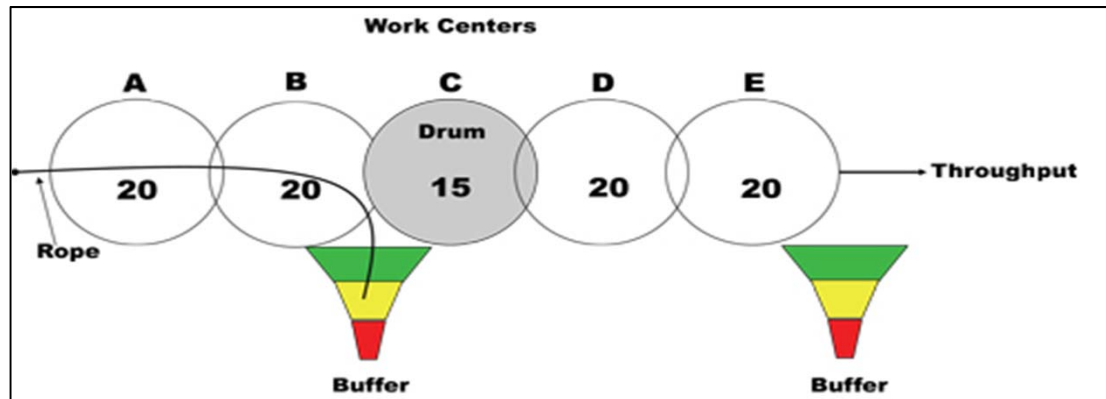 Work Centers
A B C D E
Drum
20 20 15 20 20
Throughput
Rope
Buffer Buffer